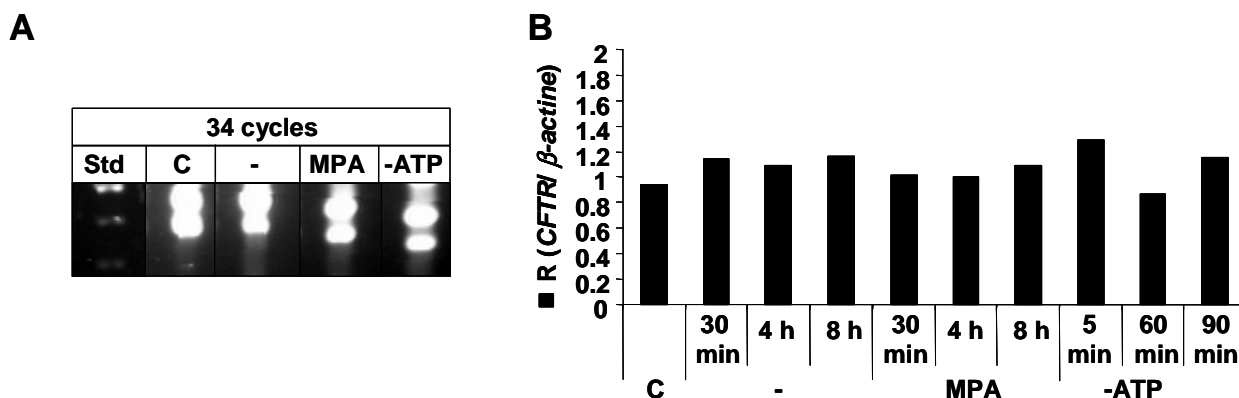 A
34 cycles
Std C - MPA -ATP
B
■ R (CFTR/ β-actine)
2
1.8
1.6
1.4
1.2
1
0.8
0.6
0.4
0.2
0
30 min 4 h 8 h 30 min 4 h 8 h 5 min 60 min 90 min
C - MPA -ATP